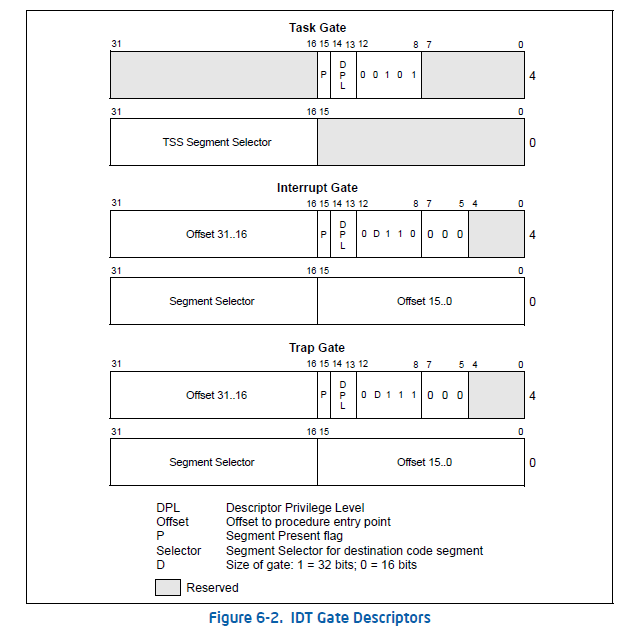 Task Gate
31 16 15 14 13 12 8 7 0
P D P L 0 0 1 0 1 4
31 16 15 0
TSS Segment Selector 0
Interrupt Gate
31 16 15 14 13 12 8 7 5 4 0
Offset 31..16 P D P L 0 D 1 1 0 0 0 0 4
31 16 15 0
Segment Selector Offset 15..0 0
Trap Gate
31 16 15 14 13 12 8 7 5 4 0
Offset 31..16 P D P L 0 D 1 1 1 0 0 0 4
31 16 15 0
Segment Selector Offset 15..0 0
DPL Descriptor Privilege Level
Offset Offset to procedure entry point
P Segment Present flag
Selector Segment Selector for destination code segment
D Size of gate: 1 = 32 bits; 0 = 16 bits
Reserved
Figure 6-2. IDT Gate Descriptors